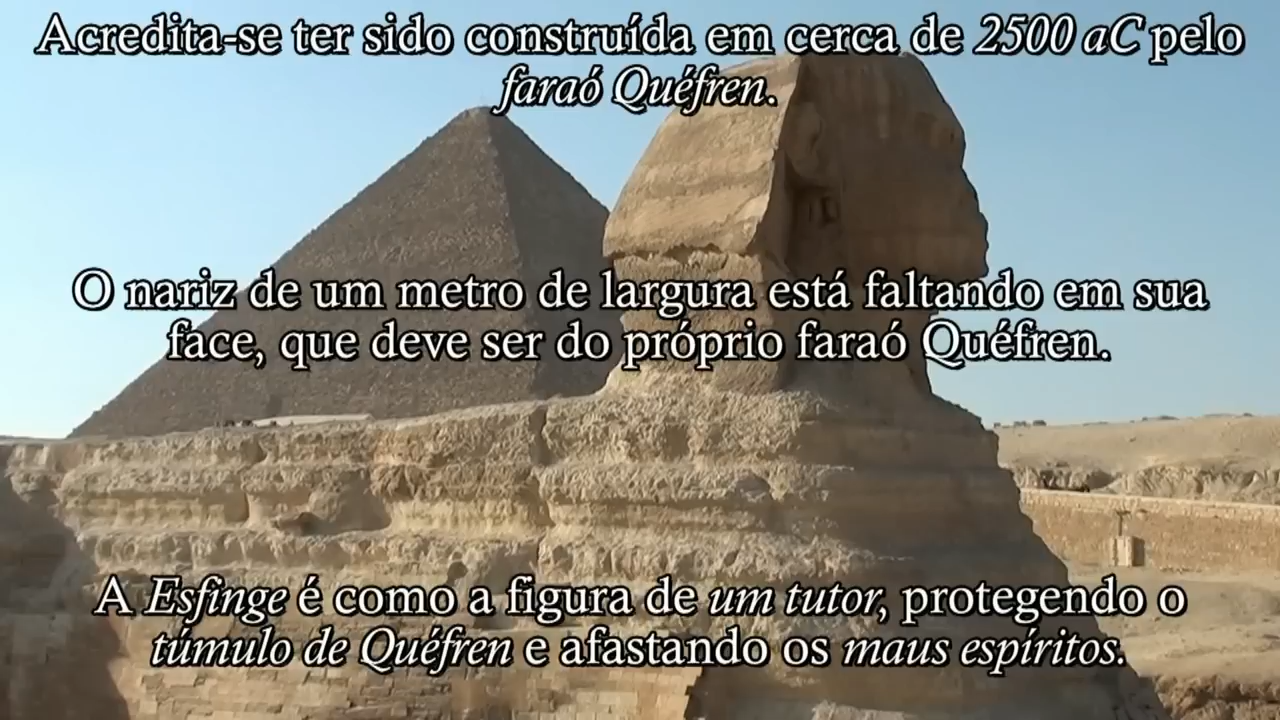 Acredita-se ter sido construída em cerca de 2500 aC pelo
faraó Quéfren.
O nariz de um metro de largura está faltando em sua
face, que deve ser do próprio faraó Quéfren.
A Esfinge é como a figura de um tutor, protegendo o
túmulo de Quéfren e afastando os maus espíritos.